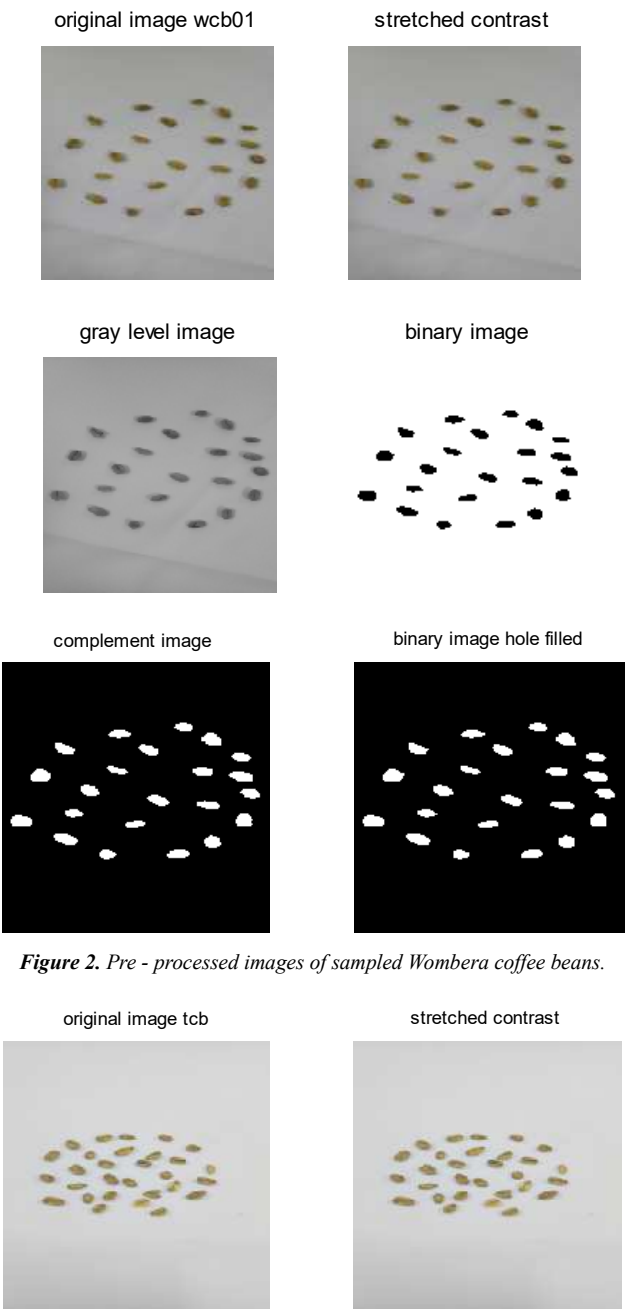 original image wcb01
stretched contrast
gray level image
binary image
complement image
binary image hole filled
Figure 2. Pre - processed images of sampled Wombera coffee beans.
original image tcb
stretched contrast